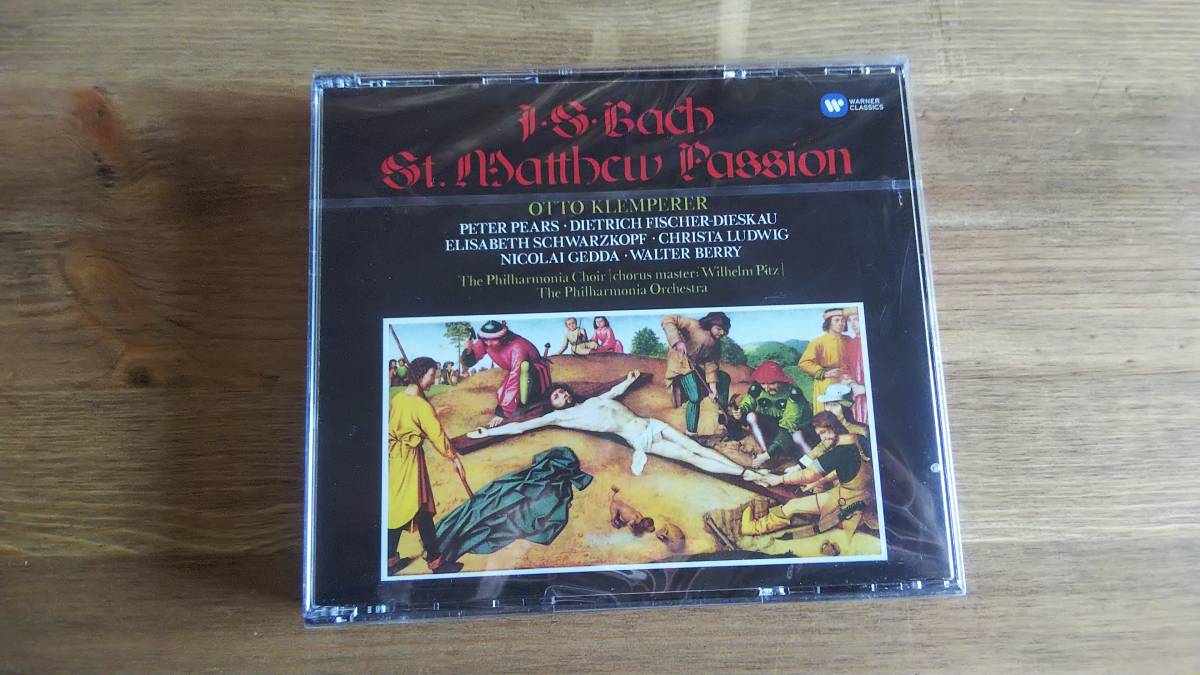 WARNER
CLASSICS
J·S·Bach
St. Matthew Passion
OTTO KLEMPERER
PETER PEARS · DIETRICH FISCHER-DIESKAU
ELISABETH SCHWARZKOPF · CHRISTA LUDWIG
NICOLAI GEDDA · WALTER BERRY
The Philharmonia Choir [chorus master: Wilhelm Pitz]
The Philharmonia Orchestra